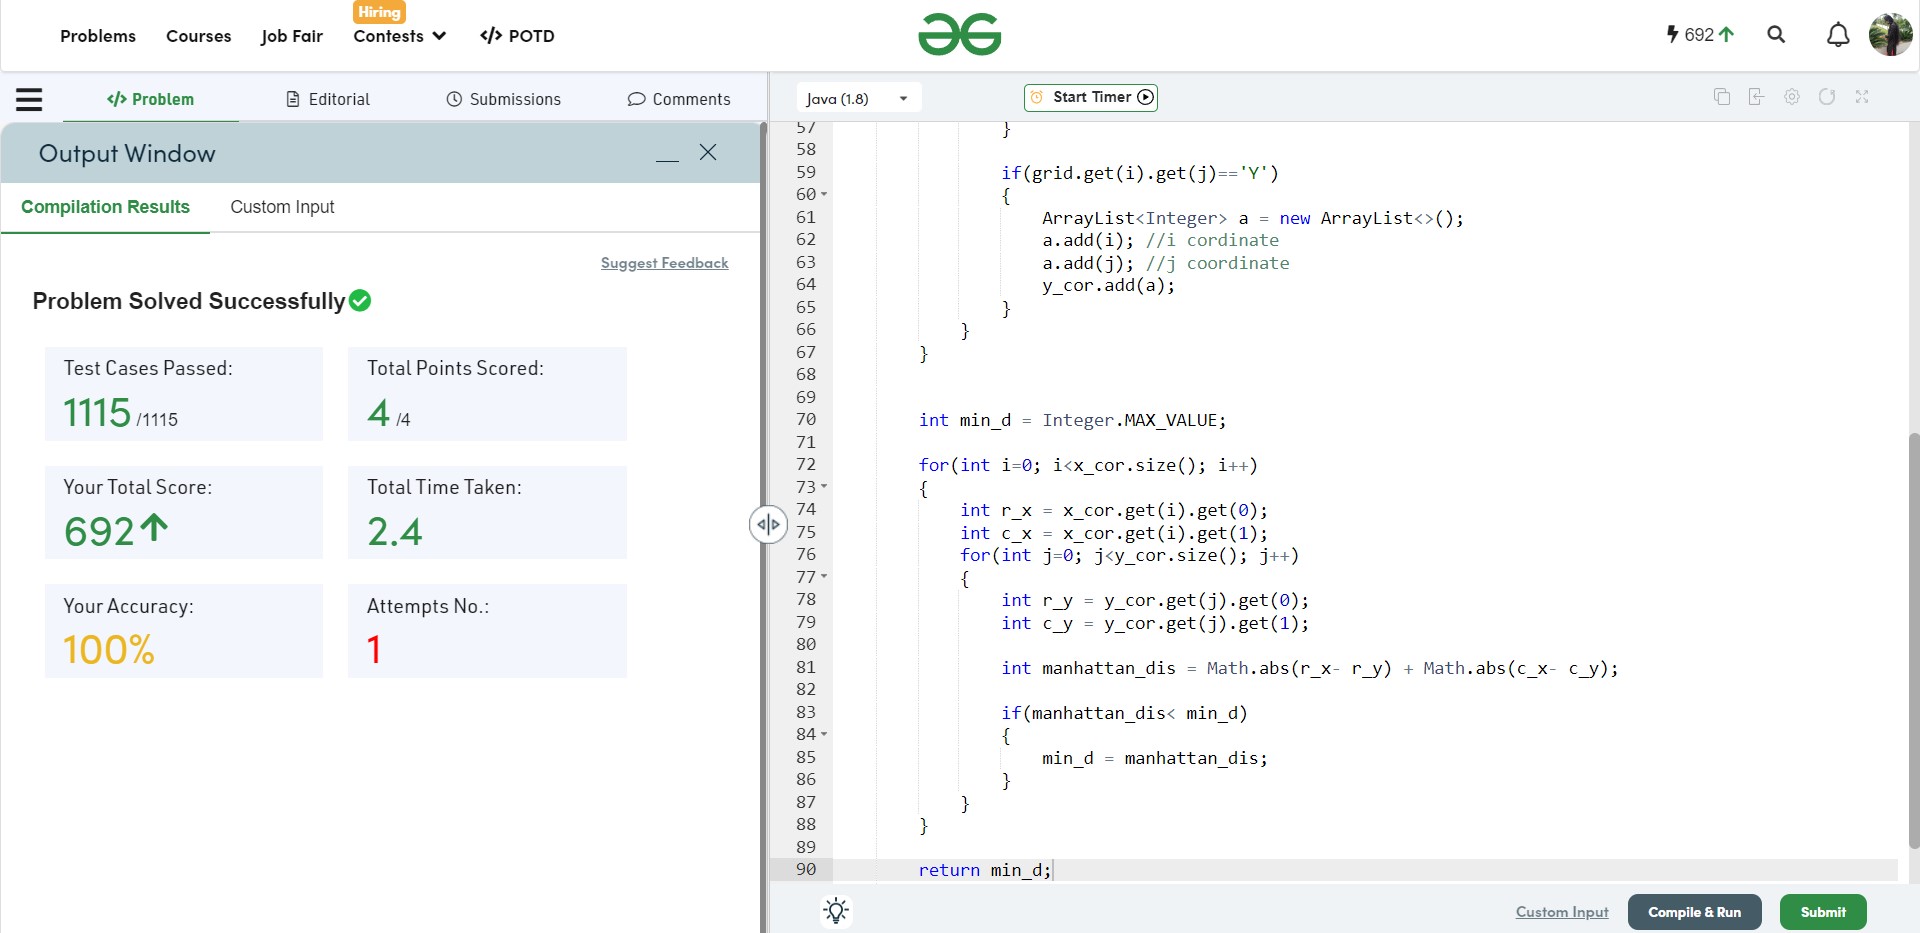 Hiring
Problems Courses Job Fair Contests </> POTD
692
</> Problem Editorial Submissions Comments
Java (1.8) Start Timer
Output Window
Compilation Results Custom Input
Suggest Feedback
Problem Solved Successfully
Test Cases Passed:
1115 /1115
Total Points Scored:
4 /4
Your Total Score:
692
Total Time Taken:
2.4
Your Accuracy:
100%
Attempts No.:
1
57 }
58
59 if(grid.get(i).get(j)=='Y')
60 {
61 ArrayList<Integer> a = new ArrayList<>();
62 a.add(i); //i cordinate
63 a.add(j); //j coordinate
64 y_cor.add(a);
65 }
66 }
67 }
68
69
70 int min_d = Integer.MAX_VALUE;
71
72 for(int i=0; i<x_cor.size(); i++)
73 {
74 int r_x = x_cor.get(i).get(0);
75 int c_x = x_cor.get(i).get(1);
76 for(int j=0; j<y_cor.size(); j++)
77 {
78 int r_y = y_cor.get(j).get(0);
79 int c_y = y_cor.get(j).get(1);
80
81 int manhattan_dis = Math.abs(r_x- r_y) + Math.abs(c_x- c_y);
82
83 if(manhattan_dis< min_d)
84 {
85 min_d = manhattan_dis;
86 }
87 }
88 }
89
90 return min_d;
Custom Input Compile & Run Submit